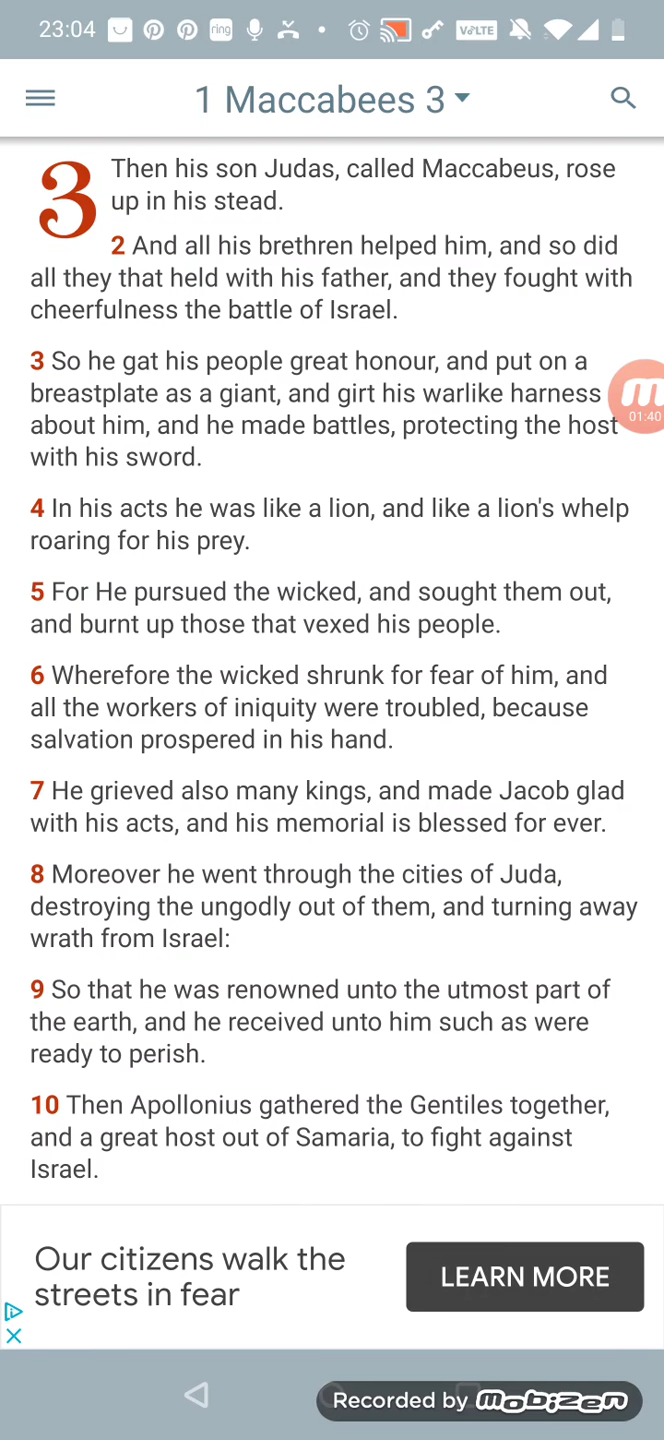 23:04 ring VoLTE
1 Maccabees 3
3 Then his son Judas, called Maccabeus, rose
up in his stead.
2 And all his brethren helped him, and so did
all they that held with his father, and they fought with
cheerfulness the battle of Israel.
3 So he gat his people great honour, and put on a
breastplate as a giant, and girt his warlike harness
about him, and he made battles, protecting the host
with his sword.
01:40
4 In his acts he was like a lion, and like a lion's whelp
roaring for his prey.
5 For He pursued the wicked, and sought them out,
and burnt up those that vexed his people.
6 Wherefore the wicked shrunk for fear of him, and
all the workers of iniquity were troubled, because
salvation prospered in his hand.
7 He grieved also many kings, and made Jacob glad
with his acts, and his memorial is blessed for ever.
8 Moreover he went through the cities of Juda,
destroying the ungodly out of them, and turning away
wrath from Israel:
9 So that he was renowned unto the utmost part of
the earth, and he received unto him such as were
ready to perish.
10 Then Apollonius gathered the Gentiles together,
and a great host out of Samaria, to fight against
Israel.
Our citizens walk the
streets in fear
LEARN MORE
Recorded by mobizen